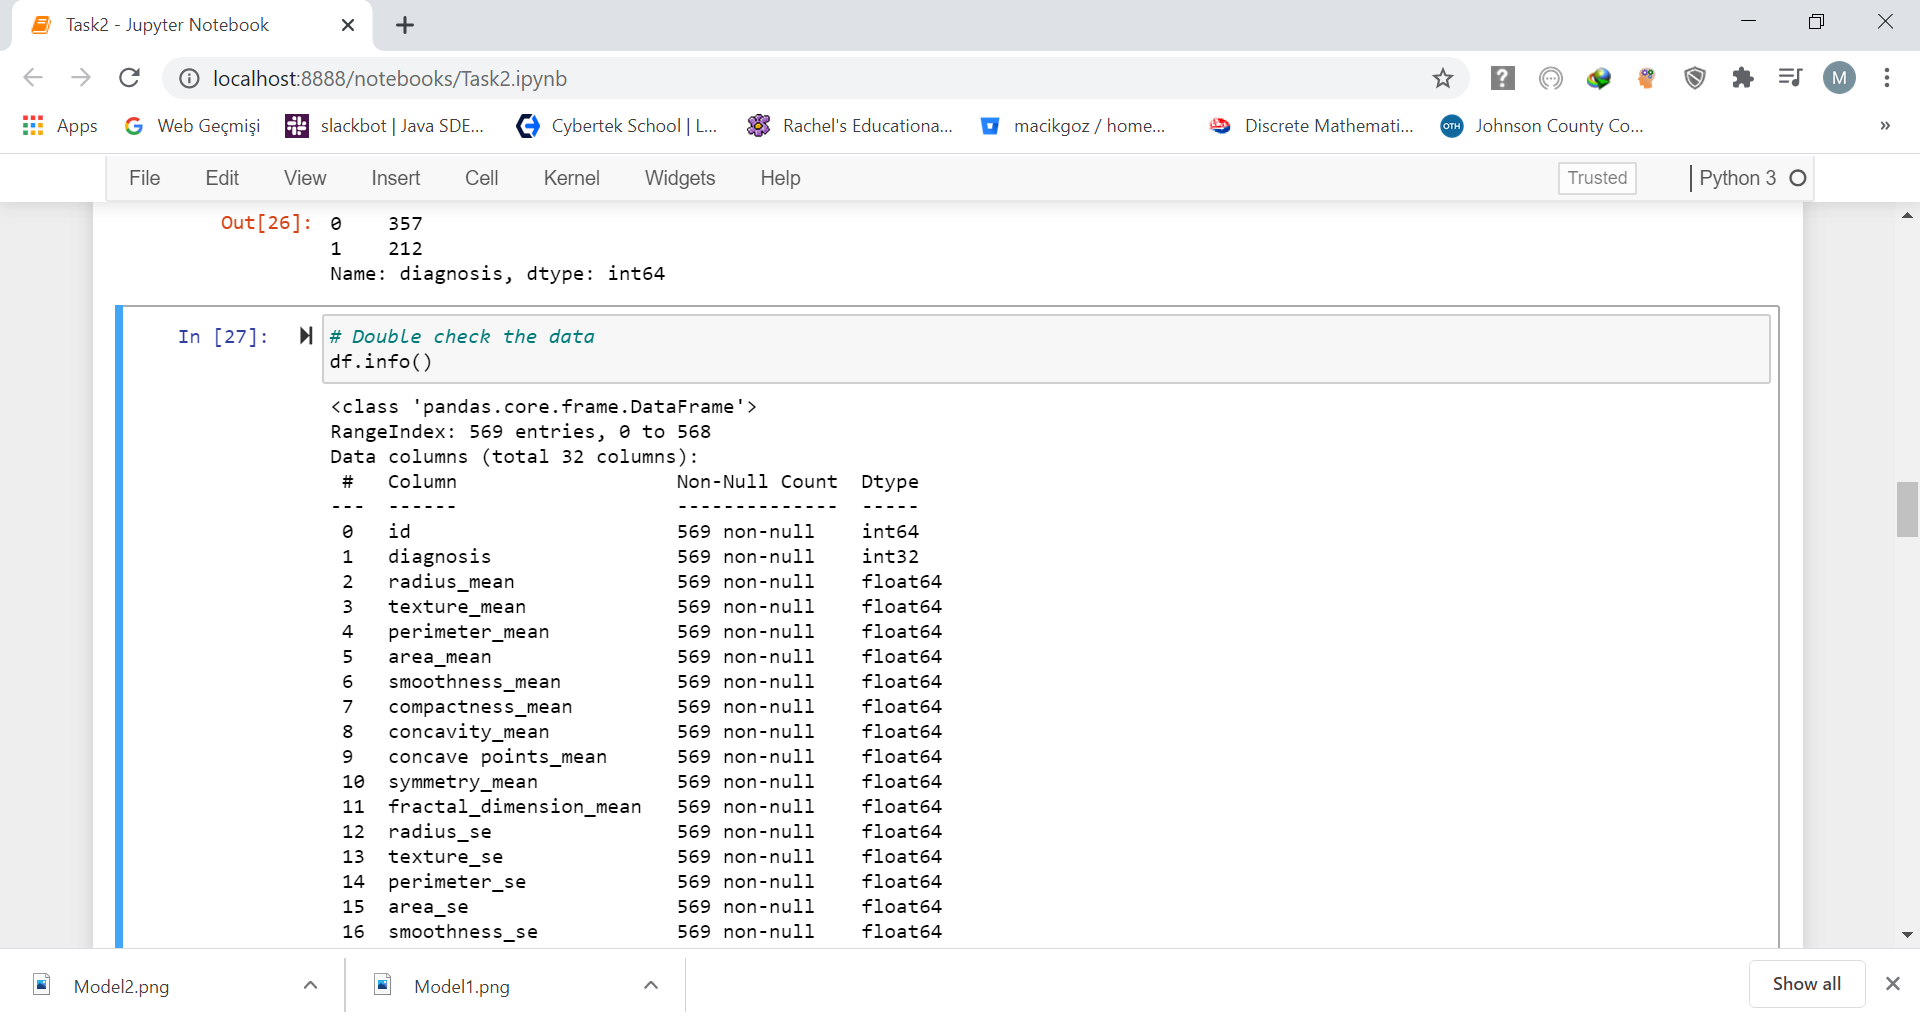 Task2 - Jupyter Notebook
localhost:8888/notebooks/Task2.ipynb
M
Apps Web Geçmişi slackbot | Java SDE... Cybertek School | L... Rachel's Educationa... macikgoz / home... Discrete Mathemati... OTH Johnson County Co... »
File Edit View Insert Cell Kernel Widgets Help Trusted Python 3
Out[26]: 0 357
1 212
Name: diagnosis, dtype: int64
In [27]: # Double check the data
df.info()
<class 'pandas.core.frame.DataFrame'>
RangeIndex: 569 entries, 0 to 568
Data columns (total 32 columns):
# Column Non-Null Count Dtype
--- ------ -------------- -----
0 id 569 non-null int64
1 diagnosis 569 non-null int32
2 radius_mean 569 non-null float64
3 texture_mean 569 non-null float64
4 perimeter_mean 569 non-null float64
5 area_mean 569 non-null float64
6 smoothness_mean 569 non-null float64
7 compactness_mean 569 non-null float64
8 concavity_mean 569 non-null float64
9 concave points_mean 569 non-null float64
10 symmetry_mean 569 non-null float64
11 fractal_dimension_mean 569 non-null float64
12 radius_se 569 non-null float64
13 texture_se 569 non-null float64
14 perimeter_se 569 non-null float64
15 area_se 569 non-null float64
16 smoothness_se 569 non-null float64
Model2.png Model1.png Show all